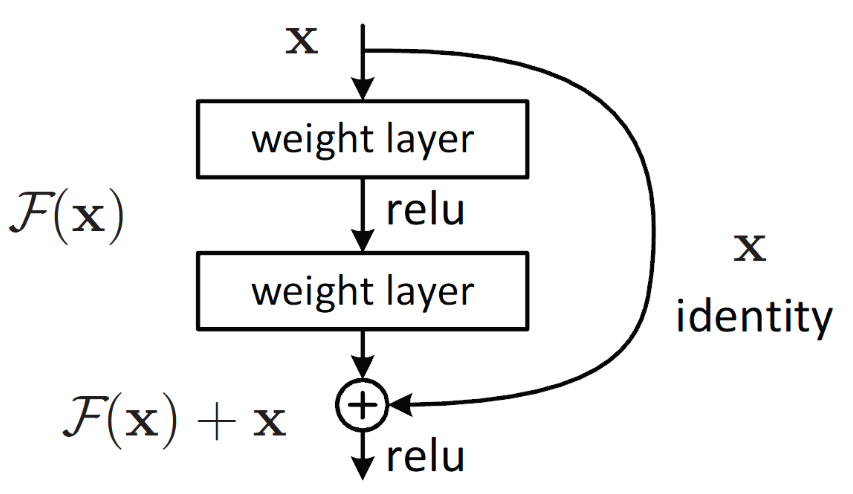 x
weight layer
F(x)
relu
x
weight layer
identity
F(x) + x
relu